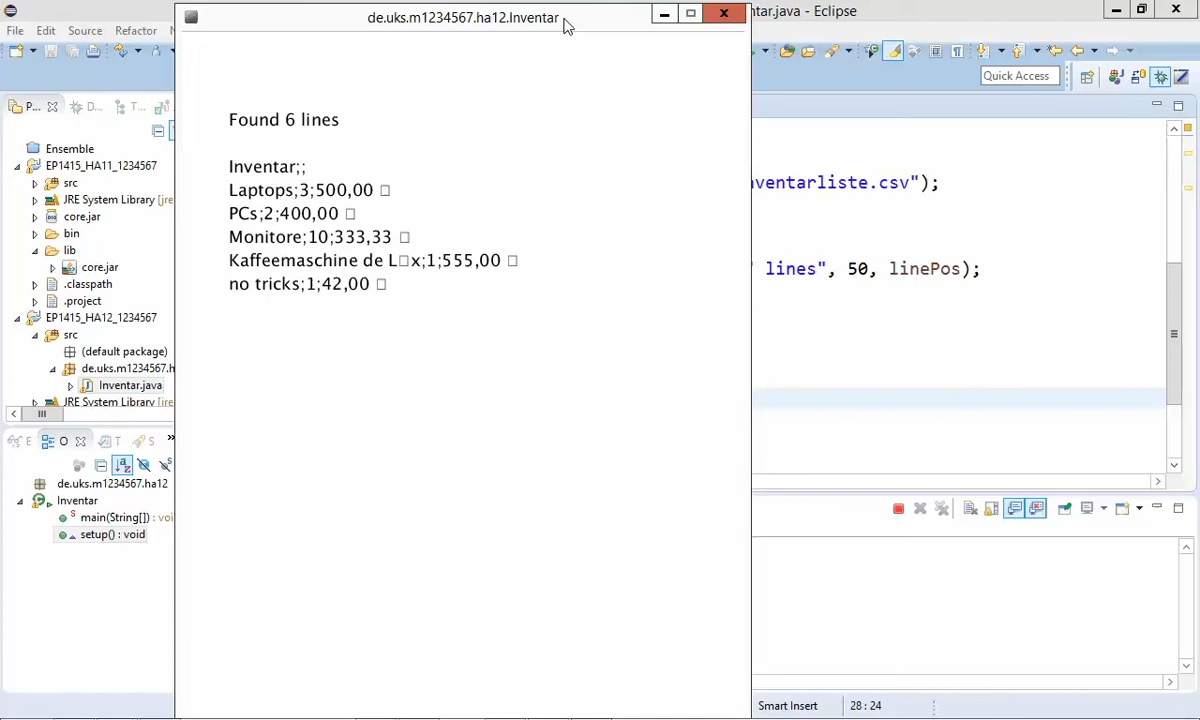 de.uks.m1234567.ha12.Inventar
tar.java - Eclipse
File Edit Source Refactor
Quick Access
P...
D...
T...
Ensemble
EP1415_HA11_1234567
src
JRE System Library [jre
core.jar
bin
lib
core.jar
.classpath
.project
EP1415_HA12_1234567
src
(default package)
de.uks.m1234567.h
Inventar.java
JRE System Library [jre
E
O
T
S
de.uks.m1234567.ha12
Inventar
main(String[]) : voi
setup() : void
Found 6 lines
Inventar;;
Laptops;3;500,00 □
PCs;2;400,00 □
Monitore;10;333,33 □
Kaffeemaschine de L□x;1;555,00 □
no tricks;1;42,00 □
nventarliste.csv");
" lines", 50, linePos);
Smart Insert
28 : 24